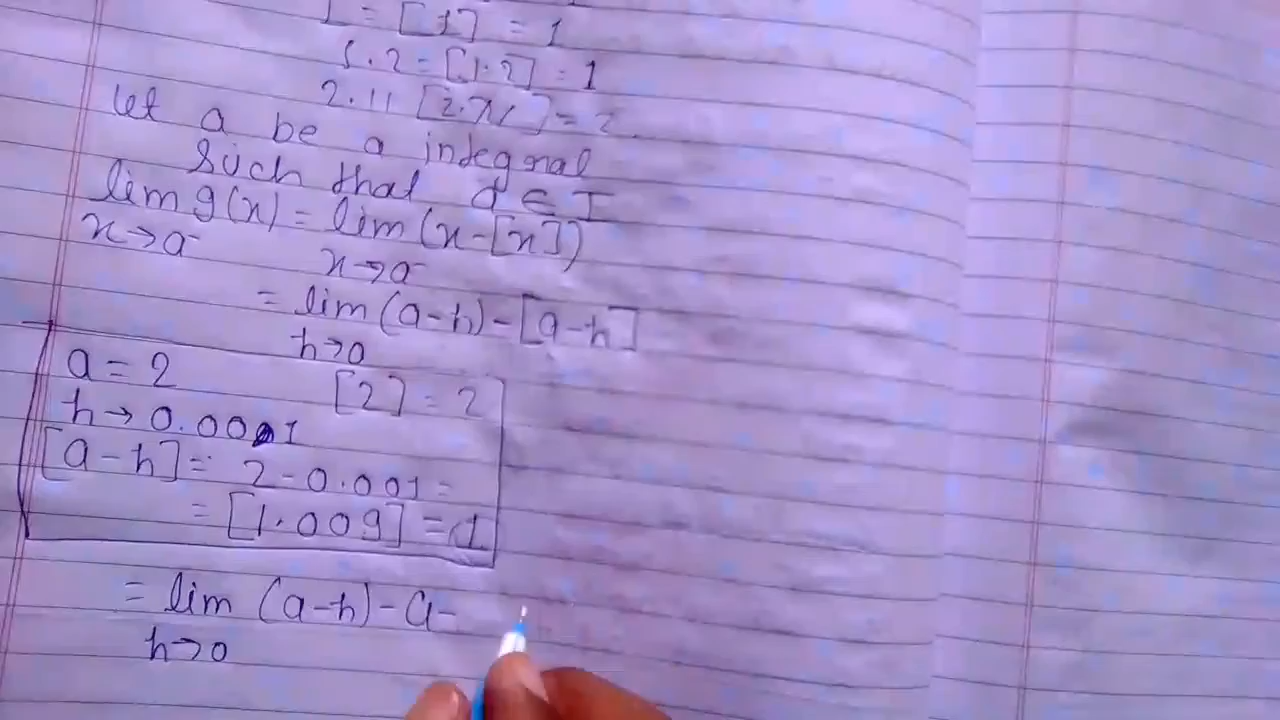 = [1] = 1
1.2 = [1.2] = 1
2.11 [2.11] = 2
let a be a integral
Such that a ∈ I
lim g(x) = lim (x-[x])
x→a⁻ x→a⁻
= lim (a-h) - [a-h]
h→0
a = 2 [2] = 2
h → 0.001
[a-h] = 2-0.001 =
= [1.009] = 1
= lim (a-h) - a -
h→0